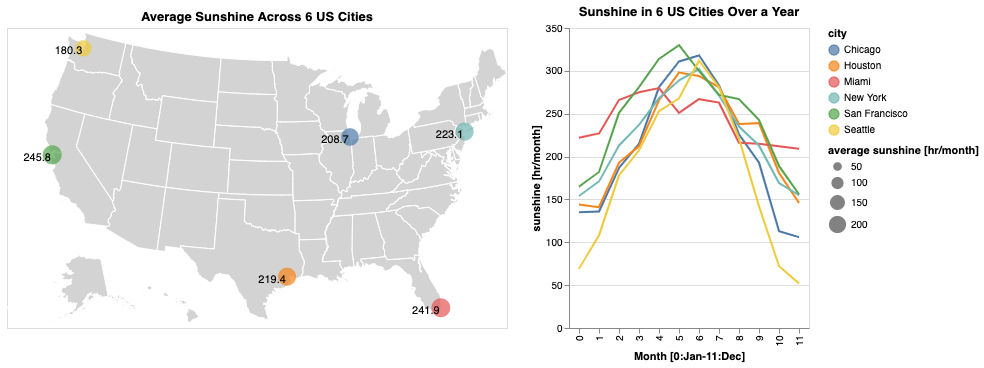 Average Sunshine Across 6 US Cities
180.3
208.7
223.1
245.8
219.4
241.9
Sunshine in 6 US Cities Over a Year
350
300
250
200
150
100
50
0
sunshine [hr/month]
0 1 2 3 4 5 6 7 8 9 10 11
Month [0:Jan-11:Dec]
city
Chicago
Houston
Miami
New York
San Francisco
Seattle
average sunshine [hr/month]
50
100
150
200